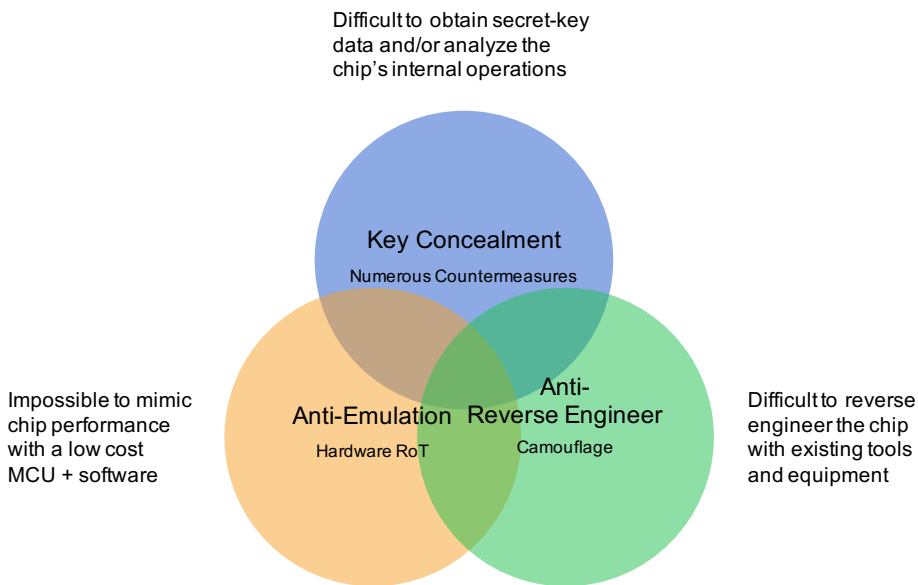 Difficult to obtain secret-key
data and/or analyze the
chip's internal operations
Key Concealment
Numerous Countermeasures
Impossible to mimic
chip performance
with a low cost
MCU + software
Anti-Emulation
Hardware RoT
Anti-
Reverse Engineer
Camouflage
Difficult to reverse
engineer the chip
with existing tools
and equipment